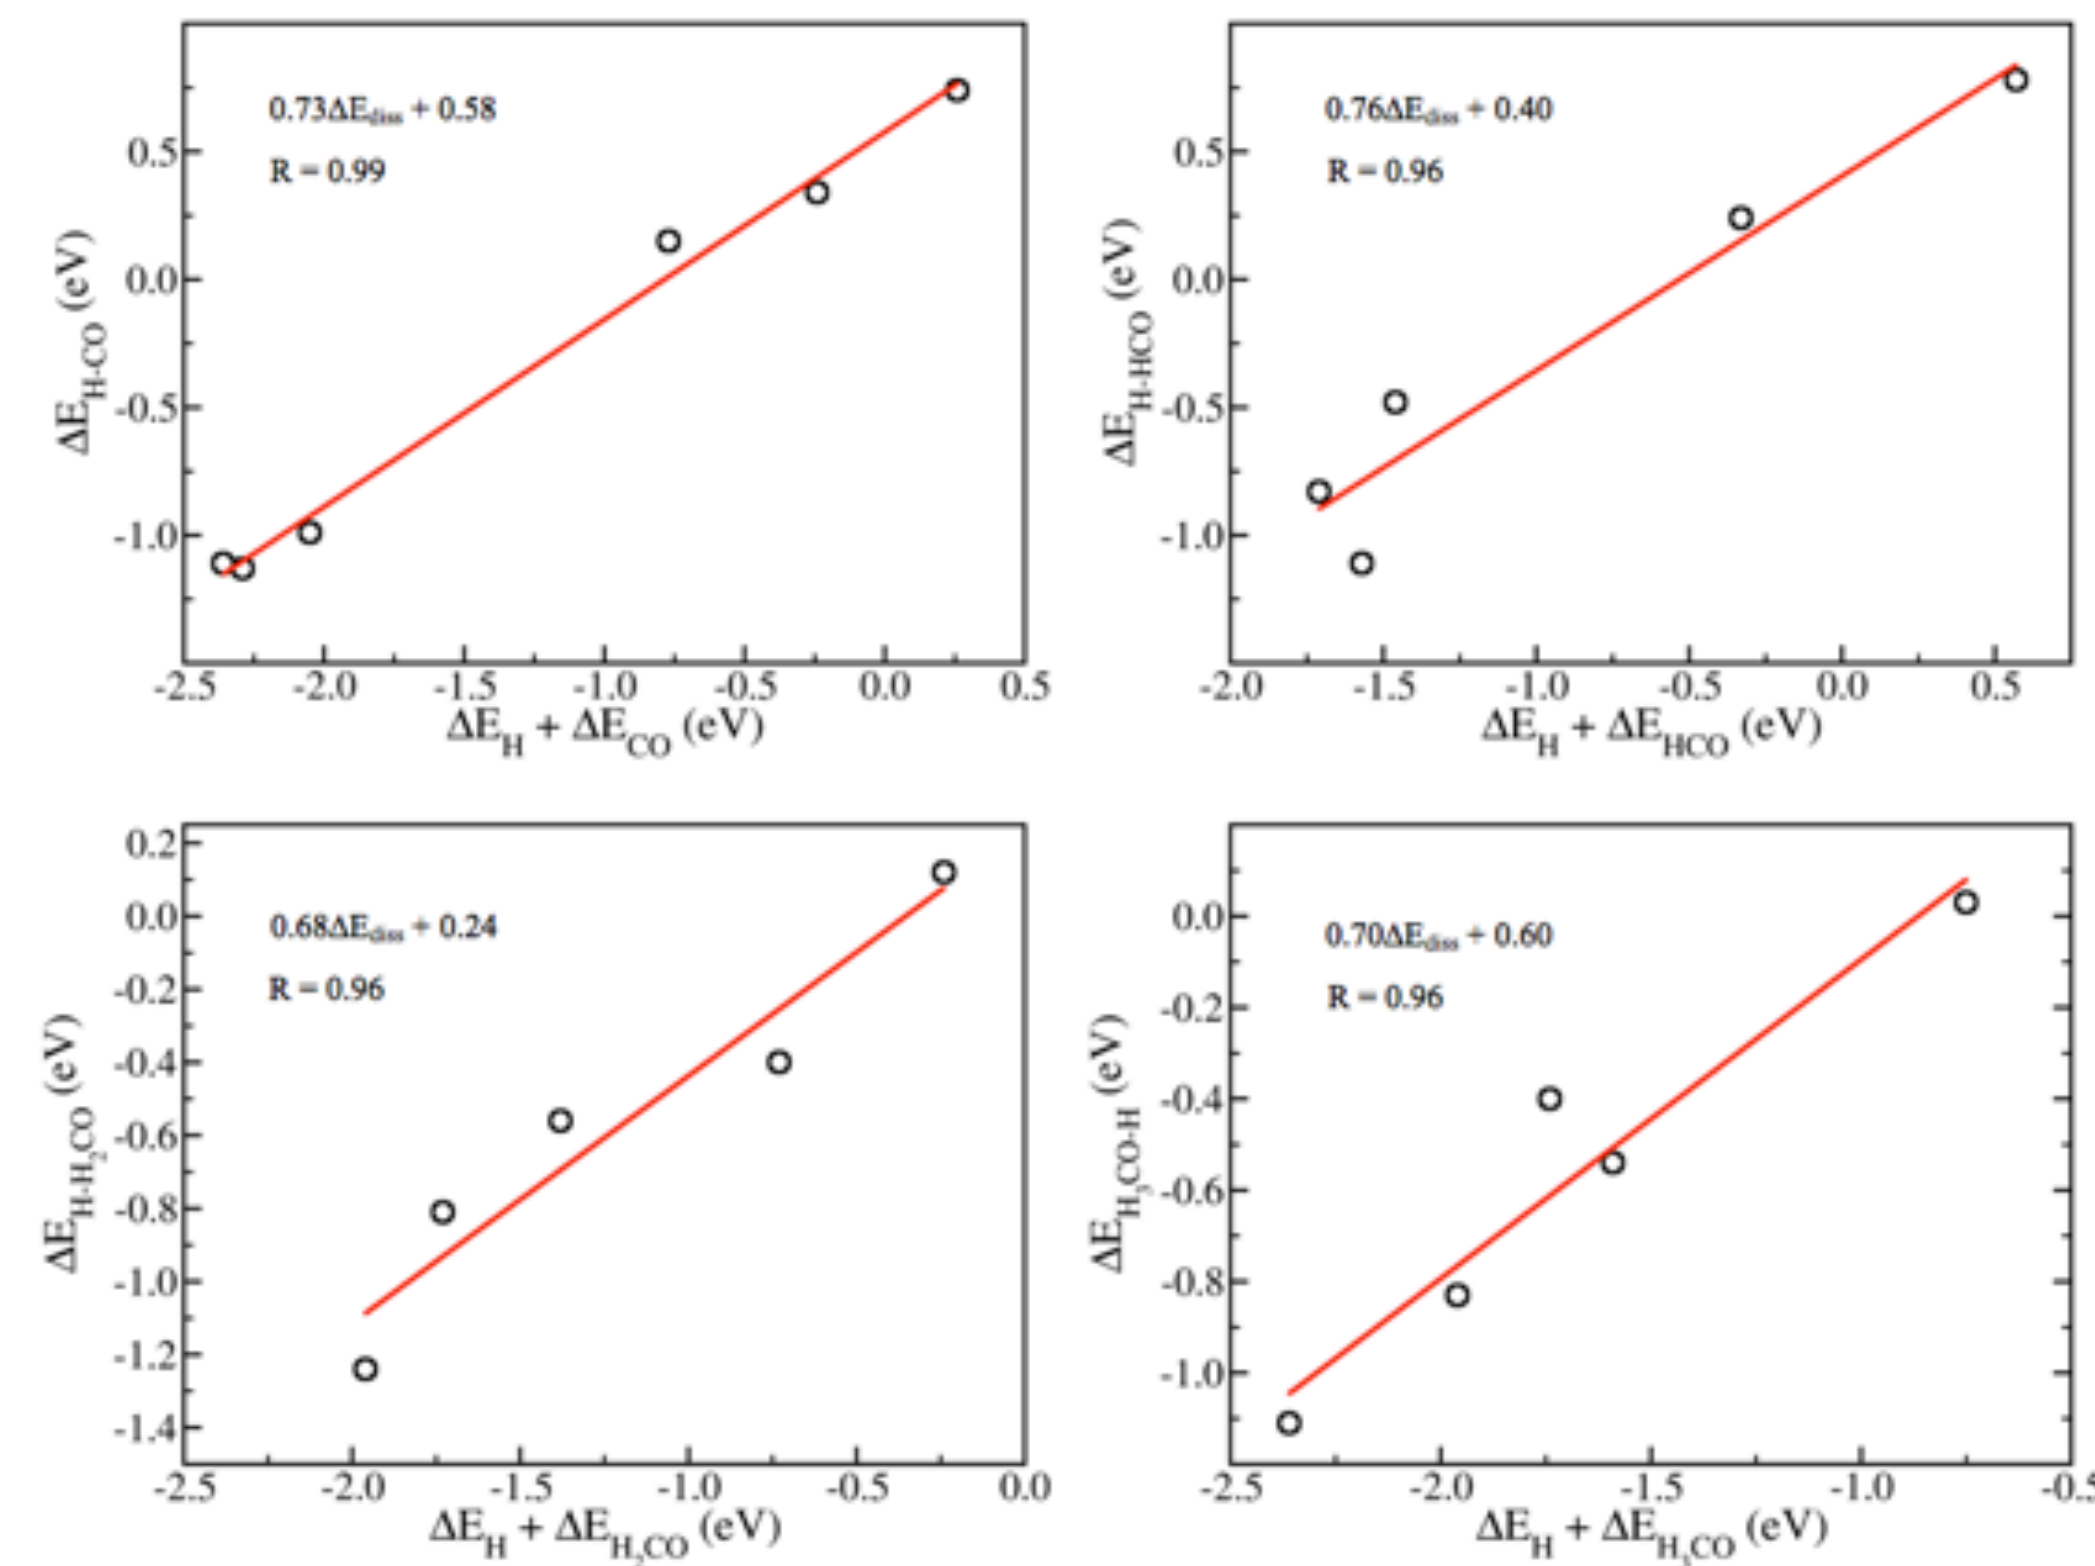 0.73ΔE_diss + 0.58
R = 0.99
0.5
0.0
-0.5
-1.0
ΔE_H-CO (eV)
-2.5 -2.0 -1.5 -1.0 -0.5 0.0 0.5
ΔE_H + ΔE_CO (eV)
0.76ΔE_diss + 0.40
R = 0.96
0.5
0.0
-0.5
-1.0
ΔE_H-HCO (eV)
-2.0 -1.5 -1.0 -0.5 0.0 0.5
ΔE_H + ΔE_HCO (eV)
0.68ΔE_diss + 0.24
R = 0.96
0.2
0.0
-0.2
-0.4
-0.6
-0.8
-1.0
-1.2
-1.4
ΔE_H-H₂CO (eV)
-2.5 -2.0 -1.5 -1.0 -0.5 0.0
ΔE_H + ΔE_H₂CO (eV)
0.70ΔE_diss + 0.60
R = 0.96
0.0
-0.2
-0.4
-0.6
-0.8
-1.0
ΔE_H₃CO-H (eV)
-2.5 -2.0 -1.5 -1.0 -0.5
ΔE_H + ΔE_H₃CO (eV)